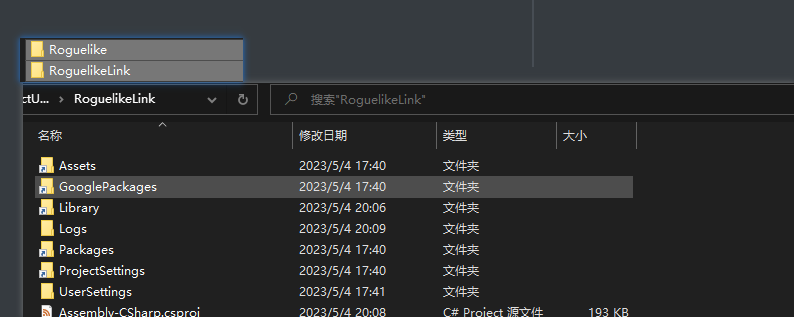 Roguelike
RoguelikeLink
ctU... > RoguelikeLink 搜索"RoguelikeLink"
名称 修改日期 类型 大小
Assets 2023/5/4 17:40 文件夹
GooglePackages 2023/5/4 17:40 文件夹
Library 2023/5/4 20:06 文件夹
Logs 2023/5/4 20:09 文件夹
Packages 2023/5/4 17:40 文件夹
ProjectSettings 2023/5/4 17:40 文件夹
UserSettings 2023/5/4 17:41 文件夹
Assembly-CSharp.csproj 2023/5/4 20:08 C# Project 源文件 193 KB